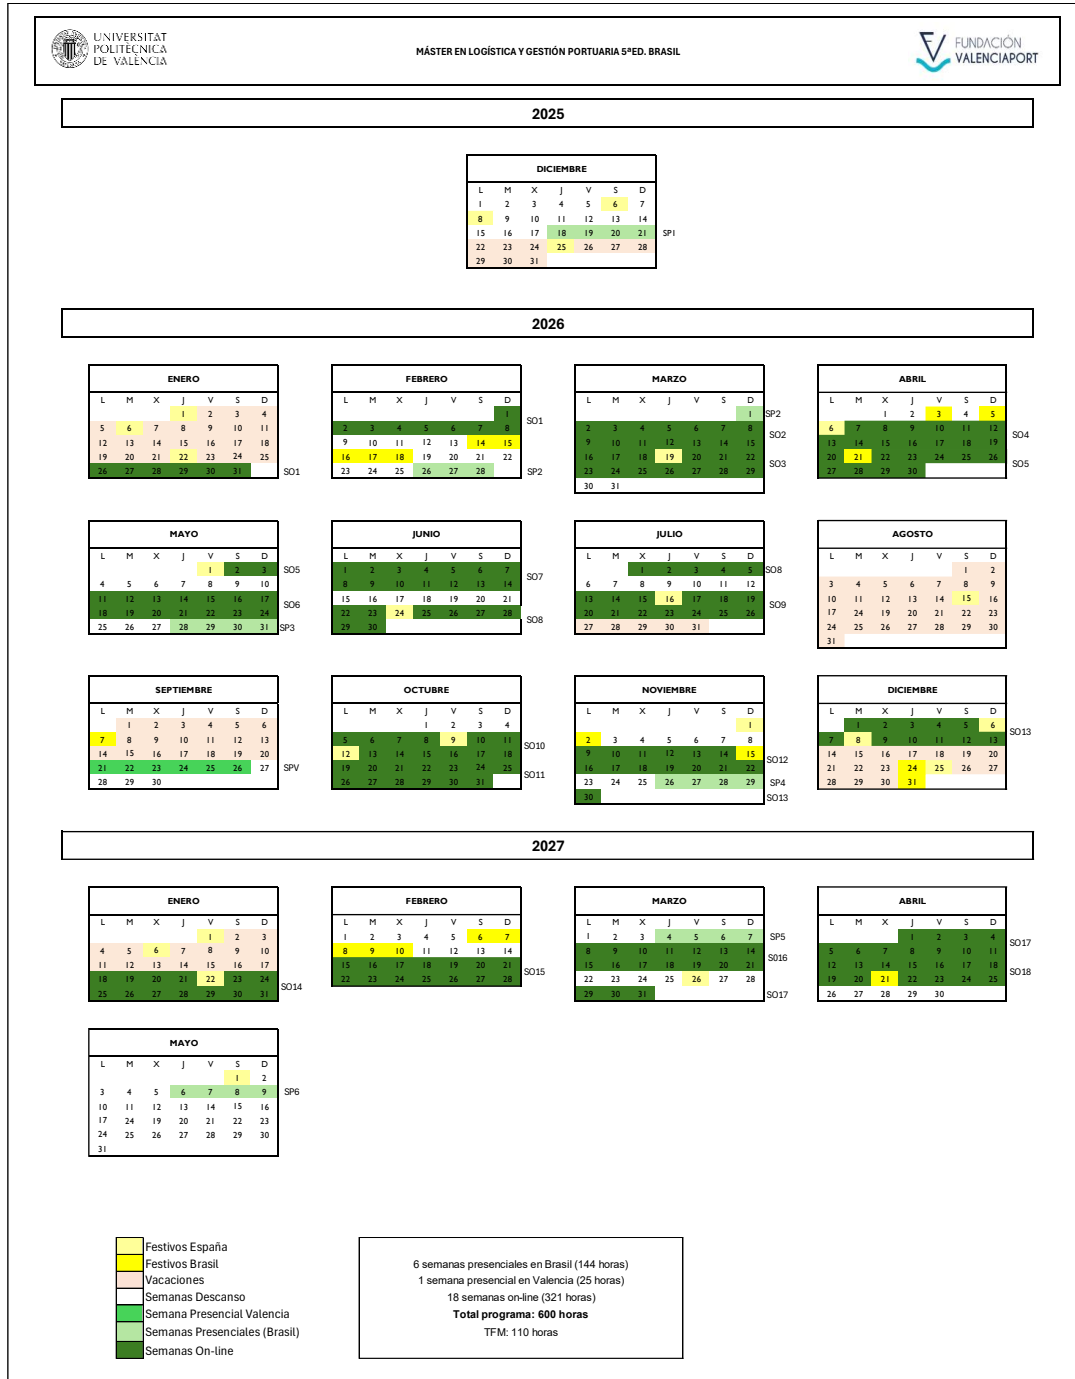 UNIVERSITAT
POLITÈCNICA
DE VALÈNCIA
MÁSTER EN LOGÍSTICA Y GESTIÓN PORTUARIA 5ªED. BRASIL
FUNDACIÓN
VALENCIAPORT
2025
DICIEMBRE
L M X J V S D
1 2 3 4 5 6 7
8 9 10 11 12 13 14
15 16 17 18 19 20 21 SP1
22 23 24 25 26 27 28
29 30 31
2026
ENERO
L M X J V S D
1 2 3 4
5 6 7 8 9 10 11
12 13 14 15 16 17 18
19 20 21 22 23 24 25
26 27 28 29 30 31 SO1
FEBRERO
L M X J V S D
1
SO1
2 3 4 5 6 7 8
9 10 11 12 13 14 15
16 17 18 19 20 21 22
23 24 25 26 27 28 SP2
MARZO
L M X J V S D
1 SP2
2 3 4 5 6 7 8
SO2
9 10 11 12 13 14 15
16 17 18 19 20 21 22
SO3
23 24 25 26 27 28 29
30 31
ABRIL
L M X J V S D
1 2 3 4 5
6 7 8 9 10 11 12
SO4
13 14 15 16 17 18 19
20 21 22 23 24 25 26
SO5
27 28 29 30
MAYO
L M X J V S D
1 2 3 SO5
4 5 6 7 8 9 10
11 12 13 14 15 16 17
SO6
18 19 20 21 22 23 24
25 26 27 28 29 30 31 SP3
JUNIO
L M X J V S D
1 2 3 4 5 6 7
SO7
8 9 10 11 12 13 14
15 16 17 18 19 20 21
22 23 24 25 26 27 28
SO8
29 30
JULIO
L M X J V S D
1 2 3 4 5 SO8
6 7 8 9 10 11 12
13 14 15 16 17 18 19
SO9
20 21 22 23 24 25 26
27 28 29 30 31
AGOSTO
L M X J V S D
1 2
3 4 5 6 7 8 9
10 11 12 13 14 15 16
17 24 19 20 21 22 23
24 25 26 27 28 29 30
31
SEPTIEMBRE
L M X J V S D
1 2 3 4 5 6
7 8 9 10 11 12 13
14 15 16 17 18 19 20
21 22 23 24 25 26 27 SPV
28 29 30
OCTUBRE
L M X J V S D
1 2 3 4
5 6 7 8 9 10 11
SO10
12 13 14 15 16 17 18
19 20 21 22 23 24 25
SO11
26 27 28 29 30 31
NOVIEMBRE
L M X J V S D
1
2 3 4 5 6 7 8
9 10 11 12 13 14 15
SO12
16 17 18 19 20 21 22
23 24 25 26 27 28 29 SP4
30 SO13
DICIEMBRE
L M X J V S D
1 2 3 4 5 6
SO13
7 8 9 10 11 12 13
14 15 16 17 18 19 20
21 22 23 24 25 26 27
28 29 30 31
2027
ENERO
L M X J V S D
1 2 3
4 5 6 7 8 9 10
11 12 13 14 15 16 17
18 19 20 21 22 23 24
SO14
25 26 27 28 29 30 31
FEBRERO
L M X J V S D
1 2 3 4 5 6 7
8 9 10 11 12 13 14
15 16 17 18 19 20 21
SO15
22 23 24 25 26 27 28
MARZO
L M X J V S D
1 2 3 4 5 6 7 SP5
8 9 10 11 12 13 14
S016
15 16 17 18 19 20 21
22 23 24 25 26 27 28
29 30 31 SO17
ABRIL
L M X J V S D
1 2 3 4
SO17
5 6 7 8 9 10 11
12 13 14 15 16 17 18
SO18
19 20 21 22 23 24 25
26 27 28 29 30
MAYO
L M X J V S D
1 2
3 4 5 6 7 8 9 SP6
10 11 12 13 14 15 16
17 24 19 20 21 22 23
24 25 26 27 28 29 30
31
Festivos España
Festivos Brasil
Vacaciones
Semanas Descanso
Semana Presencial Valencia
Semanas Presenciales (Brasil)
Semanas On-line
6 semanas presenciales en Brasil (144 horas)
1 semana presencial en Valencia (25 horas)
18 semanas on-line (321 horas)
Total programa: 600 horas
TFM: 110 horas